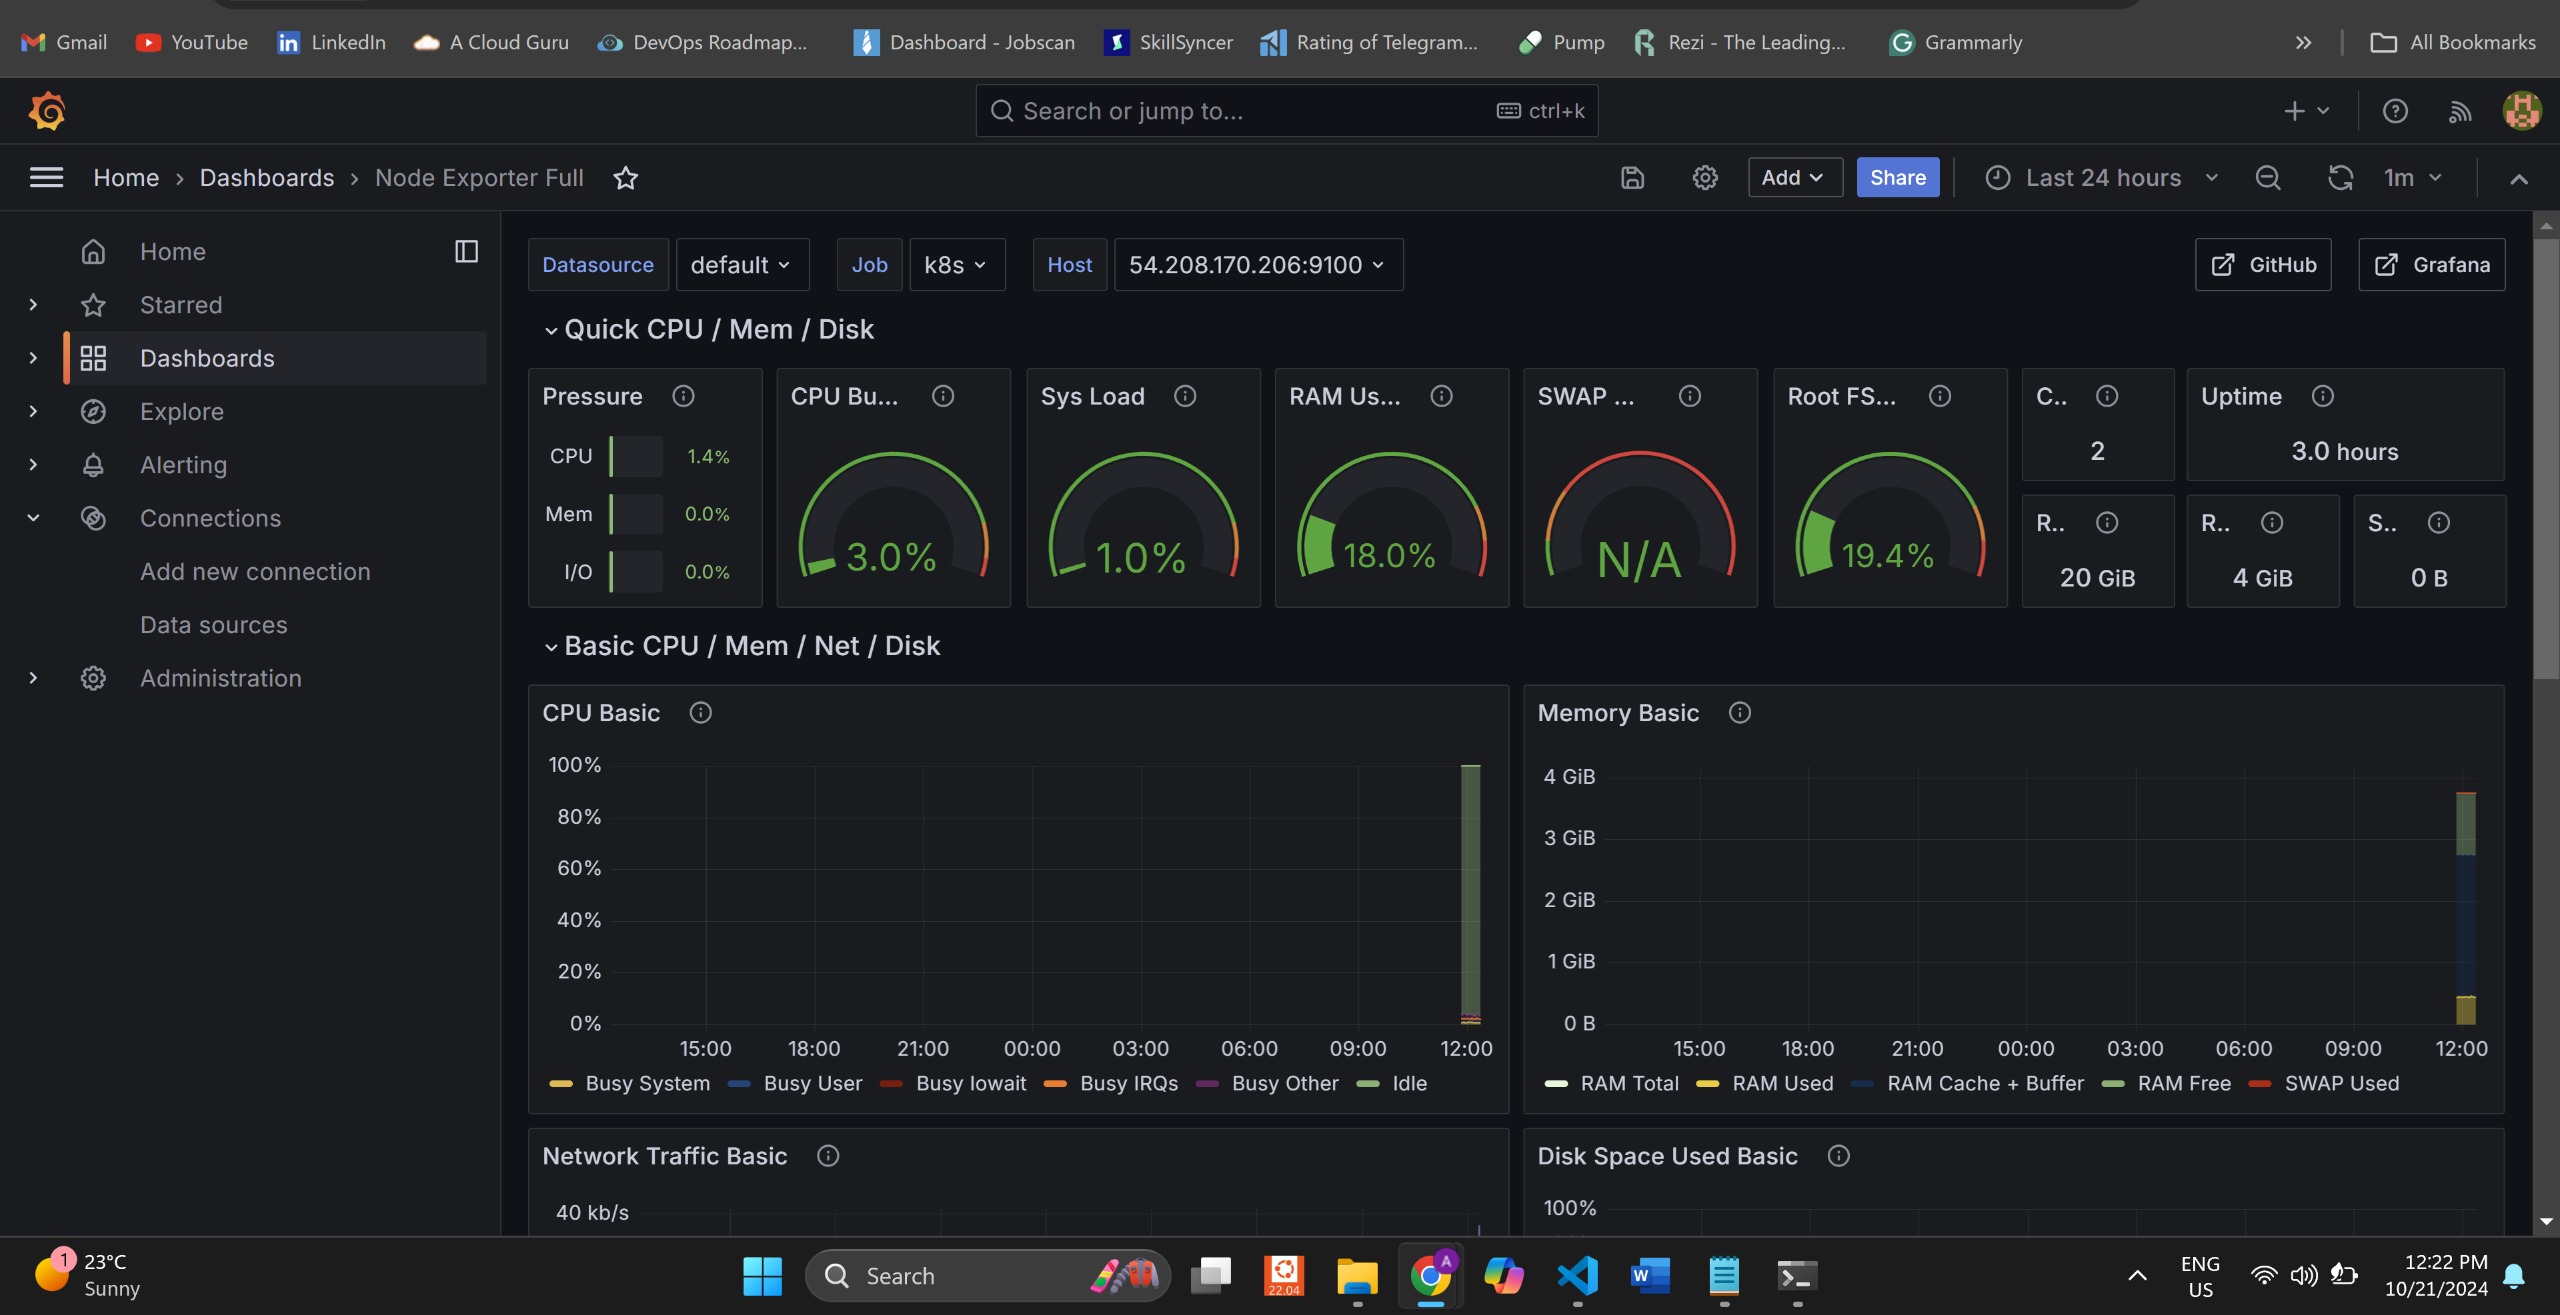 Gmail YouTube LinkedIn A Cloud Guru DevOps Roadmap... Dashboard - Jobscan SkillSyncer Rating of Telegram... Pump Rezi - The Leading... Grammarly All Bookmarks
Search or jump to... ctrl+k
Home Dashboards Node Exporter Full Add Share Last 24 hours 1m
Home
Starred
Dashboards
Explore
Alerting
Connections
Add new connection
Data sources
Administration
Datasource default Job k8s Host 54.208.170.206:9100 GitHub Grafana
Quick CPU / Mem / Disk
Pressure
CPU 1.4%
Mem 0.0%
I/O 0.0%
CPU Bu...
3.0%
Sys Load
1.0%
RAM Us...
18.0%
SWAP ...
N/A
Root FS...
19.4%
C..
2
Uptime
3.0 hours
R..
20 GiB
R..
4 GiB
S..
0 B
Basic CPU / Mem / Net / Disk
CPU Basic
100%
80%
60%
40%
20%
0%
15:00 18:00 21:00 00:00 03:00 06:00 09:00 12:00
Busy System Busy User Busy Iowait Busy IRQs Busy Other Idle
Memory Basic
4 GiB
3 GiB
2 GiB
1 GiB
0 B
15:00 18:00 21:00 00:00 03:00 06:00 09:00 12:00
RAM Total RAM Used RAM Cache + Buffer RAM Free SWAP Used
Network Traffic Basic
40 kb/s
Disk Space Used Basic
100%
1
23°C
Sunny
Search
22.04
A
W
ENG
US
12:22 PM
10/21/2024